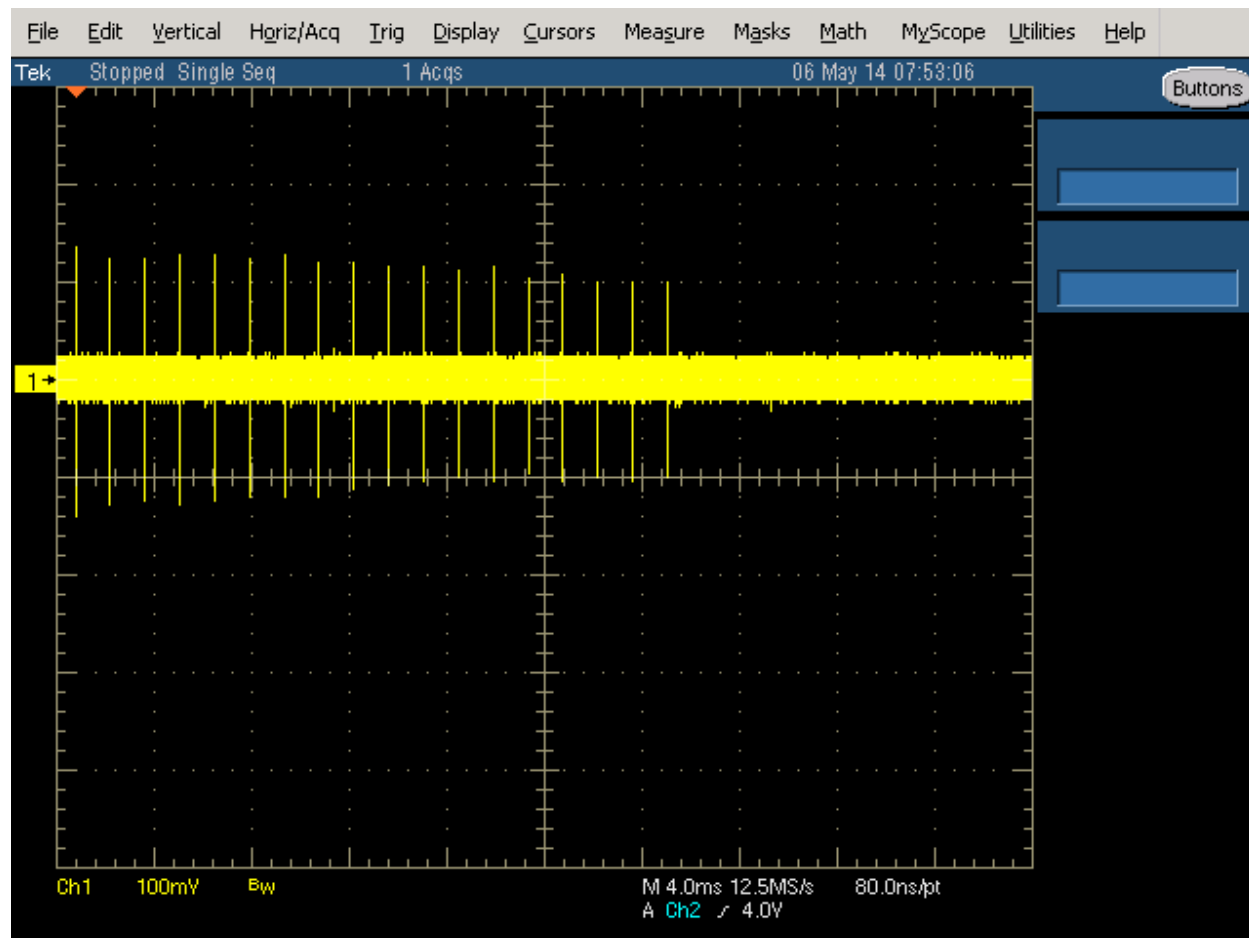 File Edit Vertical Horiz/Acq Trig Display Cursors Measure Masks Math MyScope Utilities Help
Tek Stopped Single Seq 1 Acqs 06 May 14 07:53:06
Buttons
1
Ch1 100mV Bw M 4.0ms 12.5MS/s 80.0ns/pt
A Ch2 4.0V